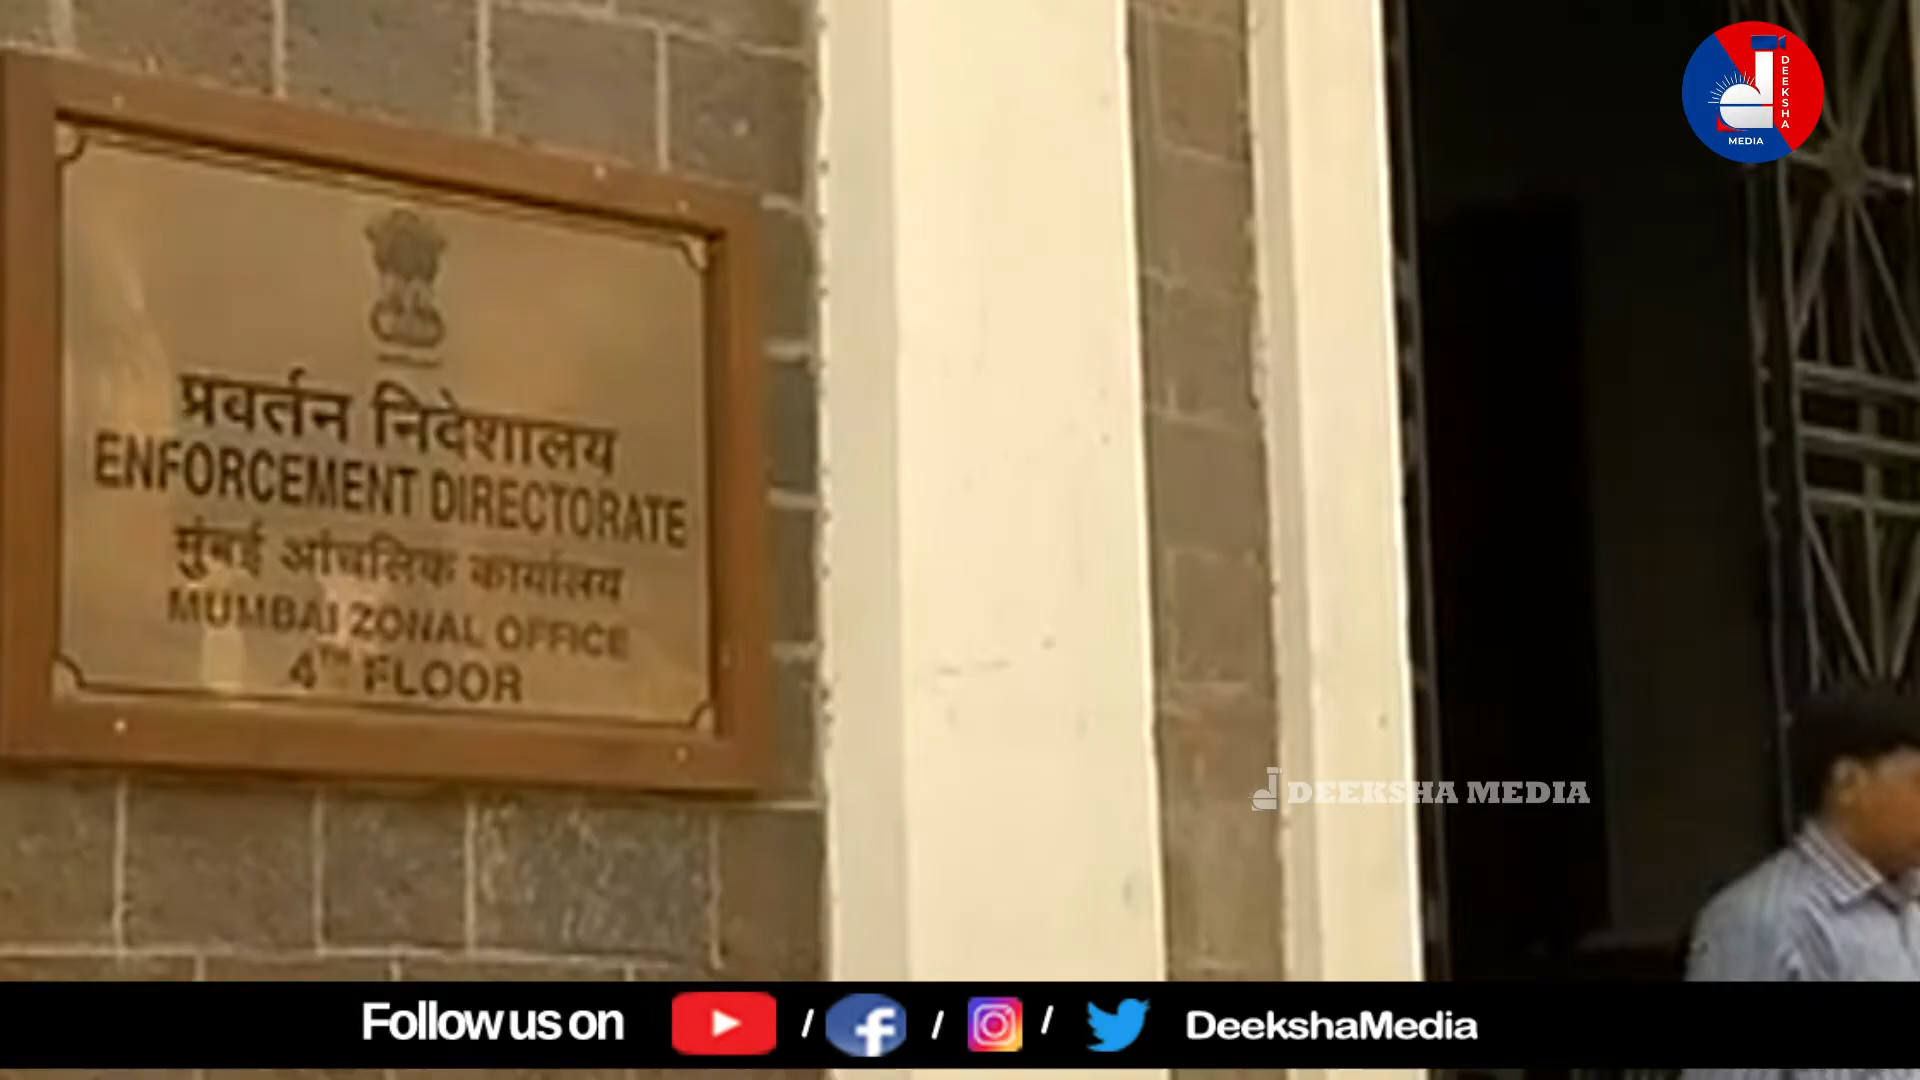 DEEKSHA
MEDIA
प्रवर्तन निदेशालय
ENFORCEMENT DIRECTORATE
मुंबई आंचलिक कार्यालय
MUMBAI ZONAL OFFICE
4TH FLOOR
DEEKSHA MEDIA
Follow us on / / / DeekshaMedia